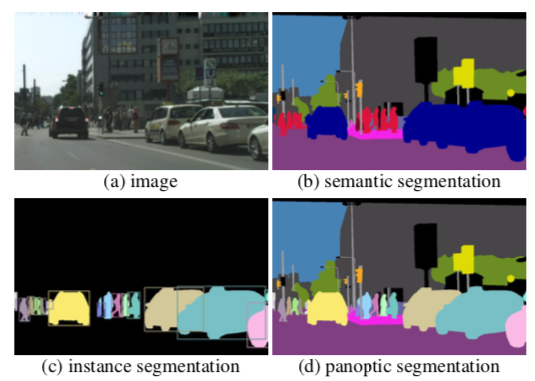 (a) image
(b) semantic segmentation
(c) instance segmentation
(d) panoptic segmentation